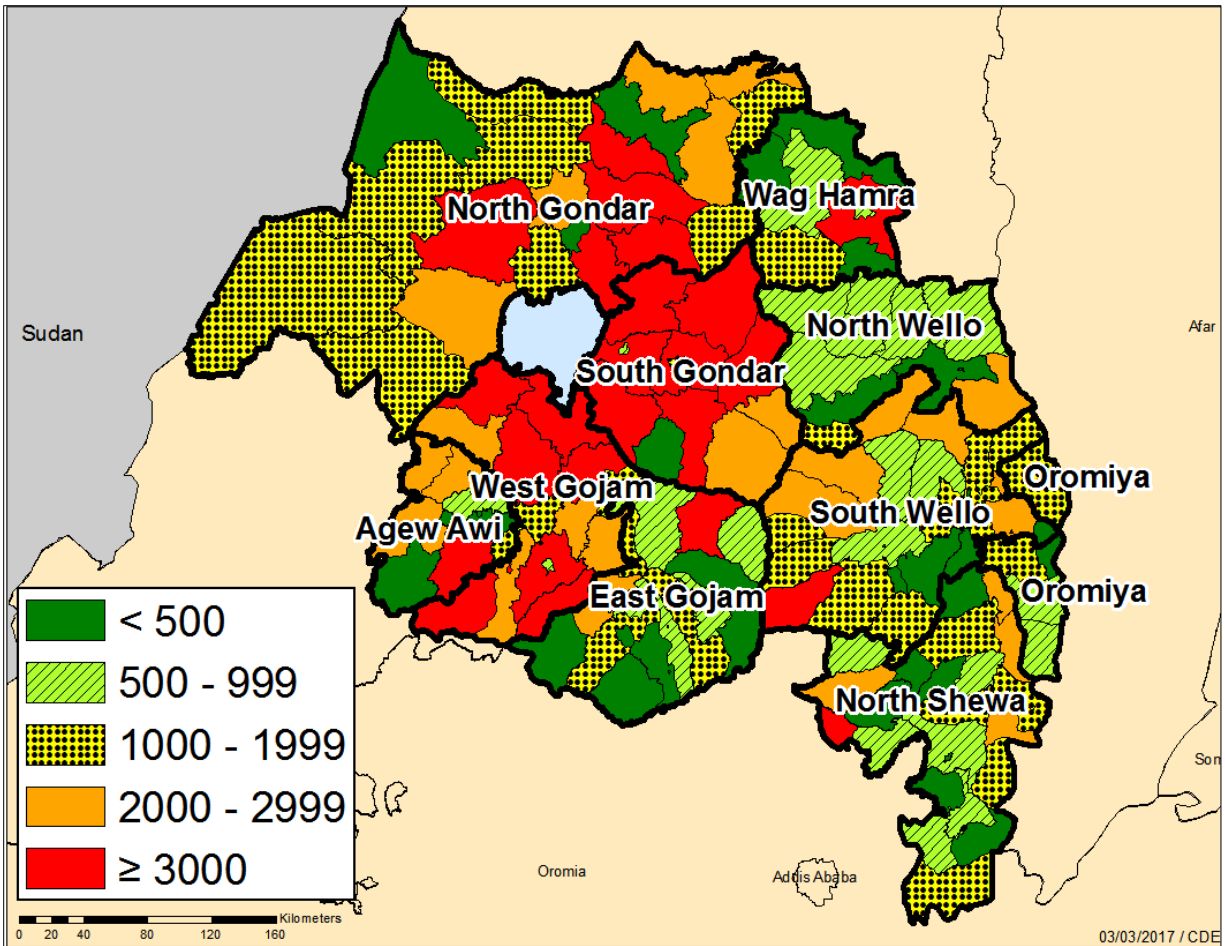 North Gondar
Wag Hamra
North Wello
Sudan
Afar
South Gondar
Oromiya
West Gojam
South Wello
Agew Awi
East Gojam
Oromiya
North Shewa
< 500
500 - 999
1000 - 1999
2000 - 2999
≥ 3000
Som
Oromia
Addis Ababa
Kilometers
0 20 40 80 120 160
03/03/2017 / CDE